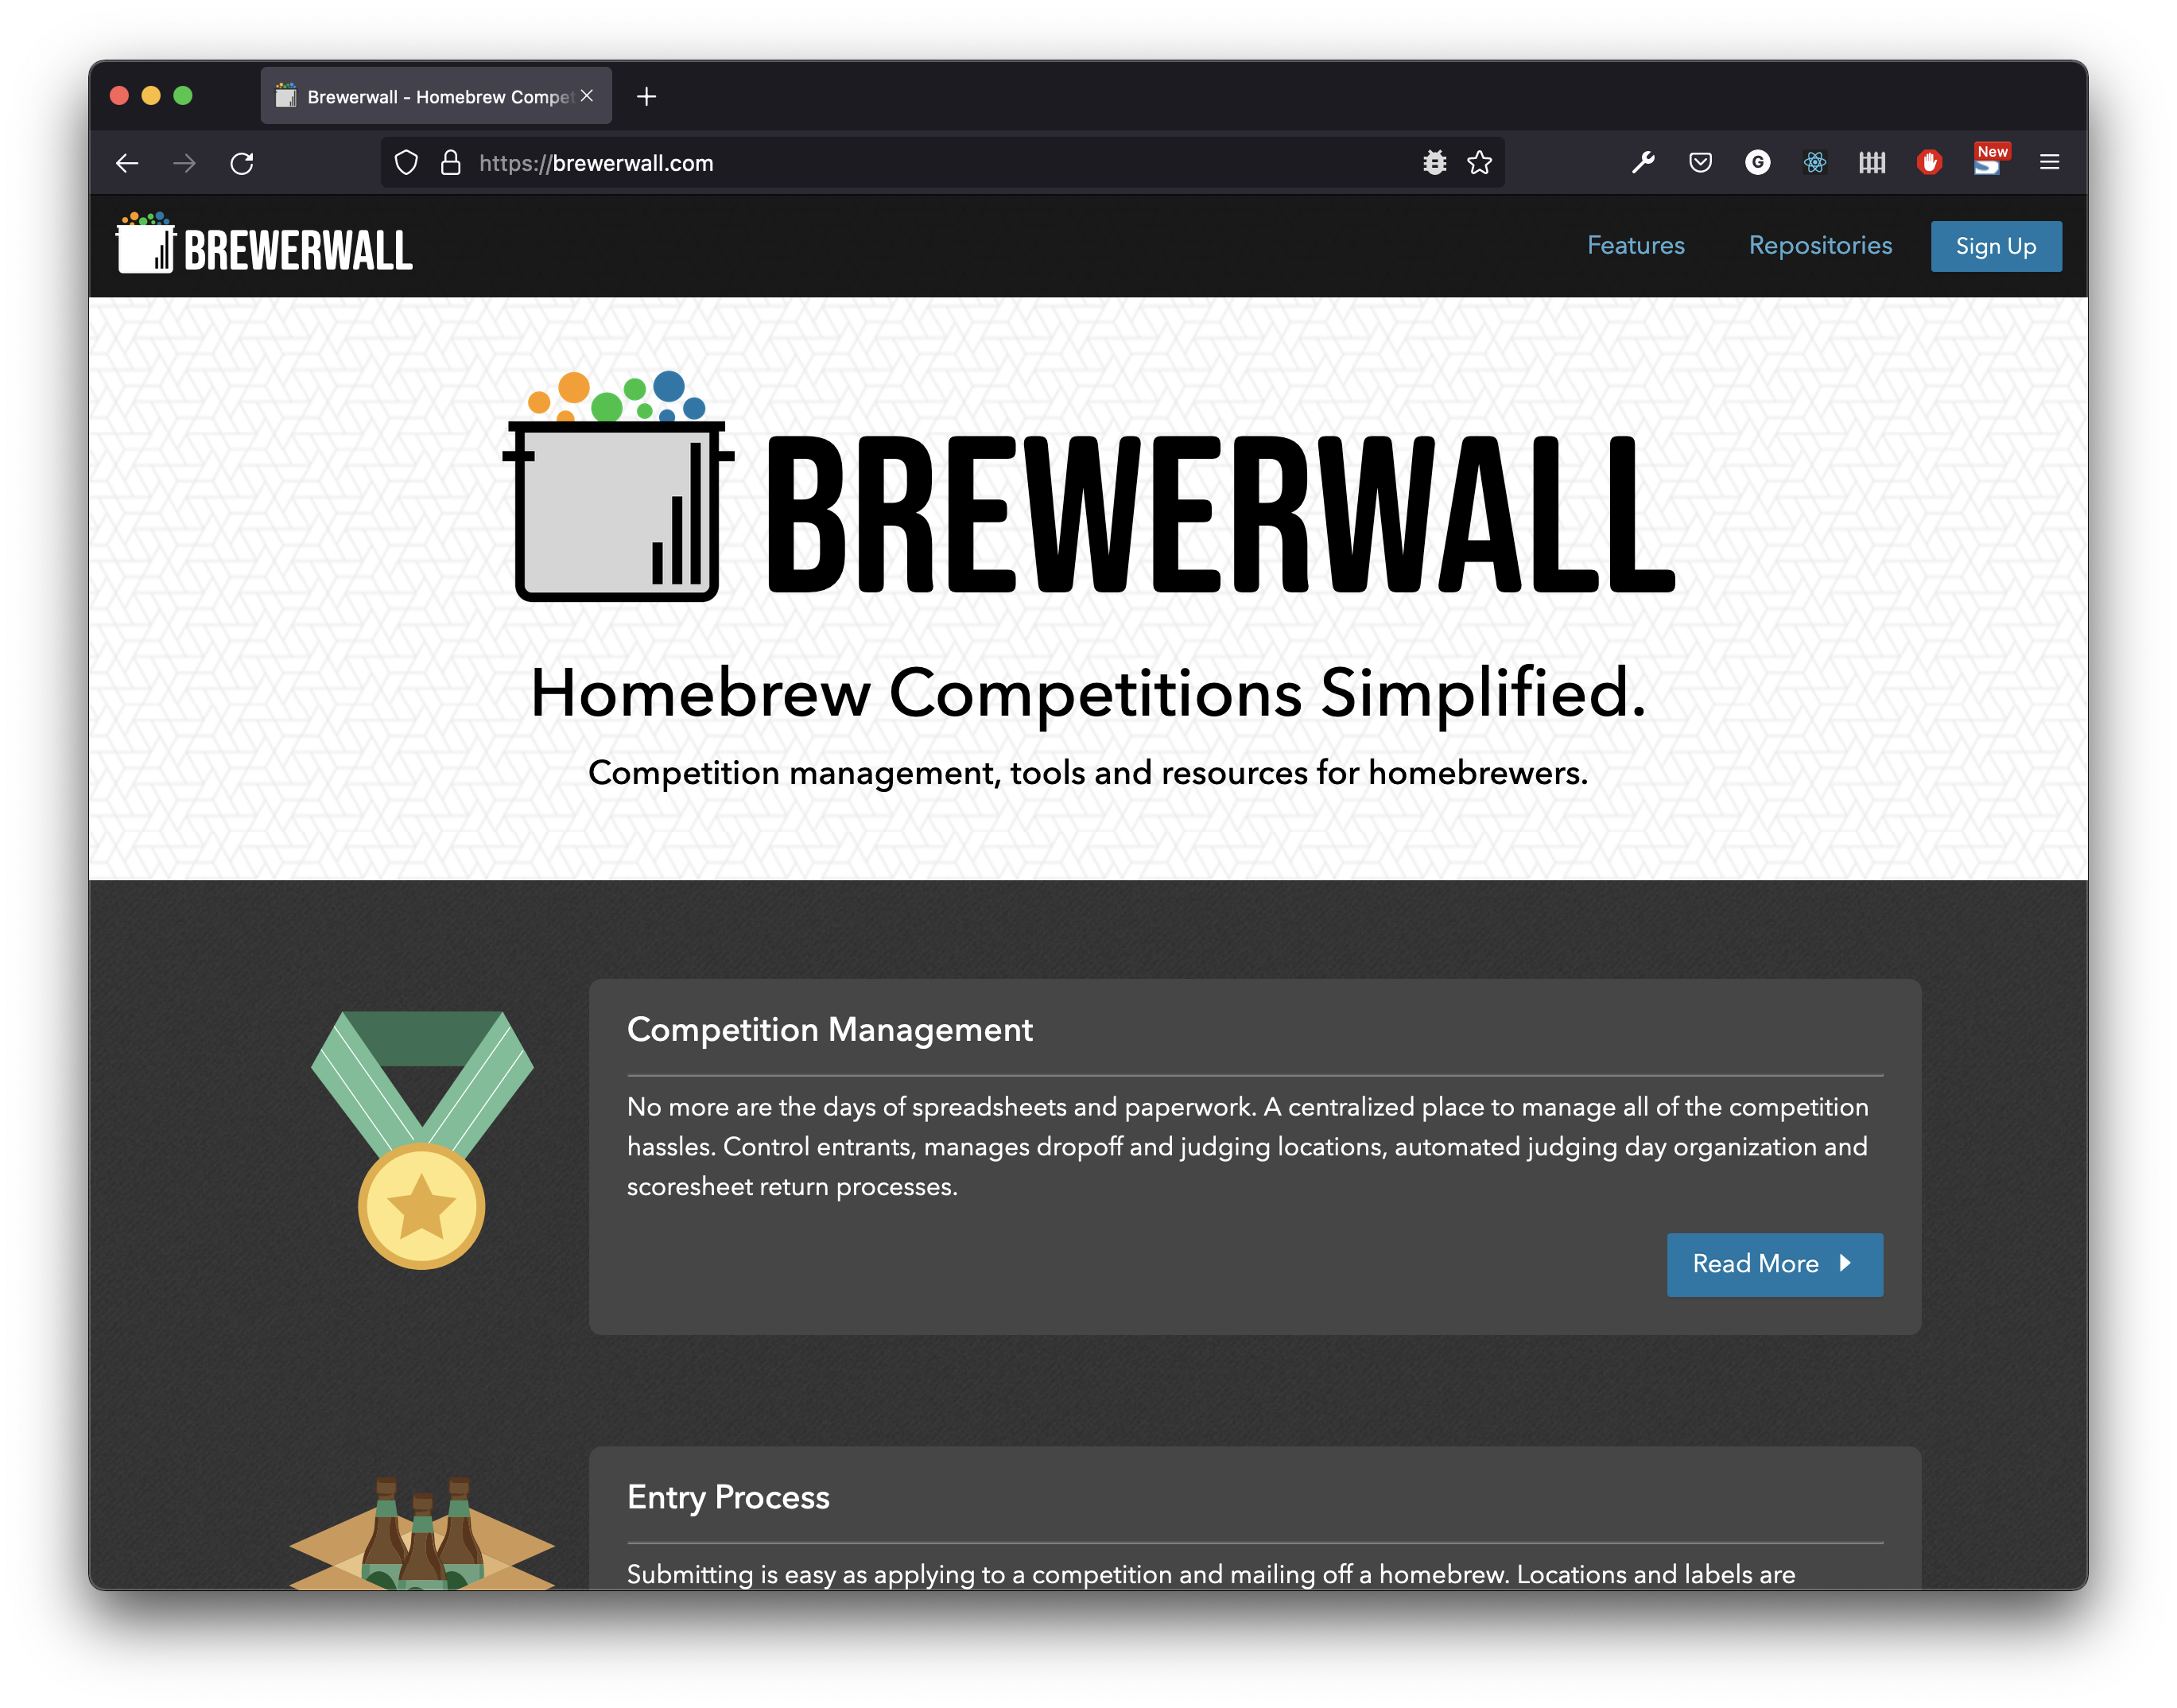 Brewerwall - Homebrew Compet
https://brewerwall.com
G
New
BREWERWALL
Features
Repositories
Sign Up
BREWERWALL
Homebrew Competitions Simplified.
Competition management, tools and resources for homebrewers.
Competition Management
No more are the days of spreadsheets and paperwork. A centralized place to manage all of the competition
hassles. Control entrants, manages dropoff and judging locations, automated judging day organization and
scoresheet return processes.
Read More
Entry Process
Submitting is easy as applying to a competition and mailing off a homebrew. Locations and labels are